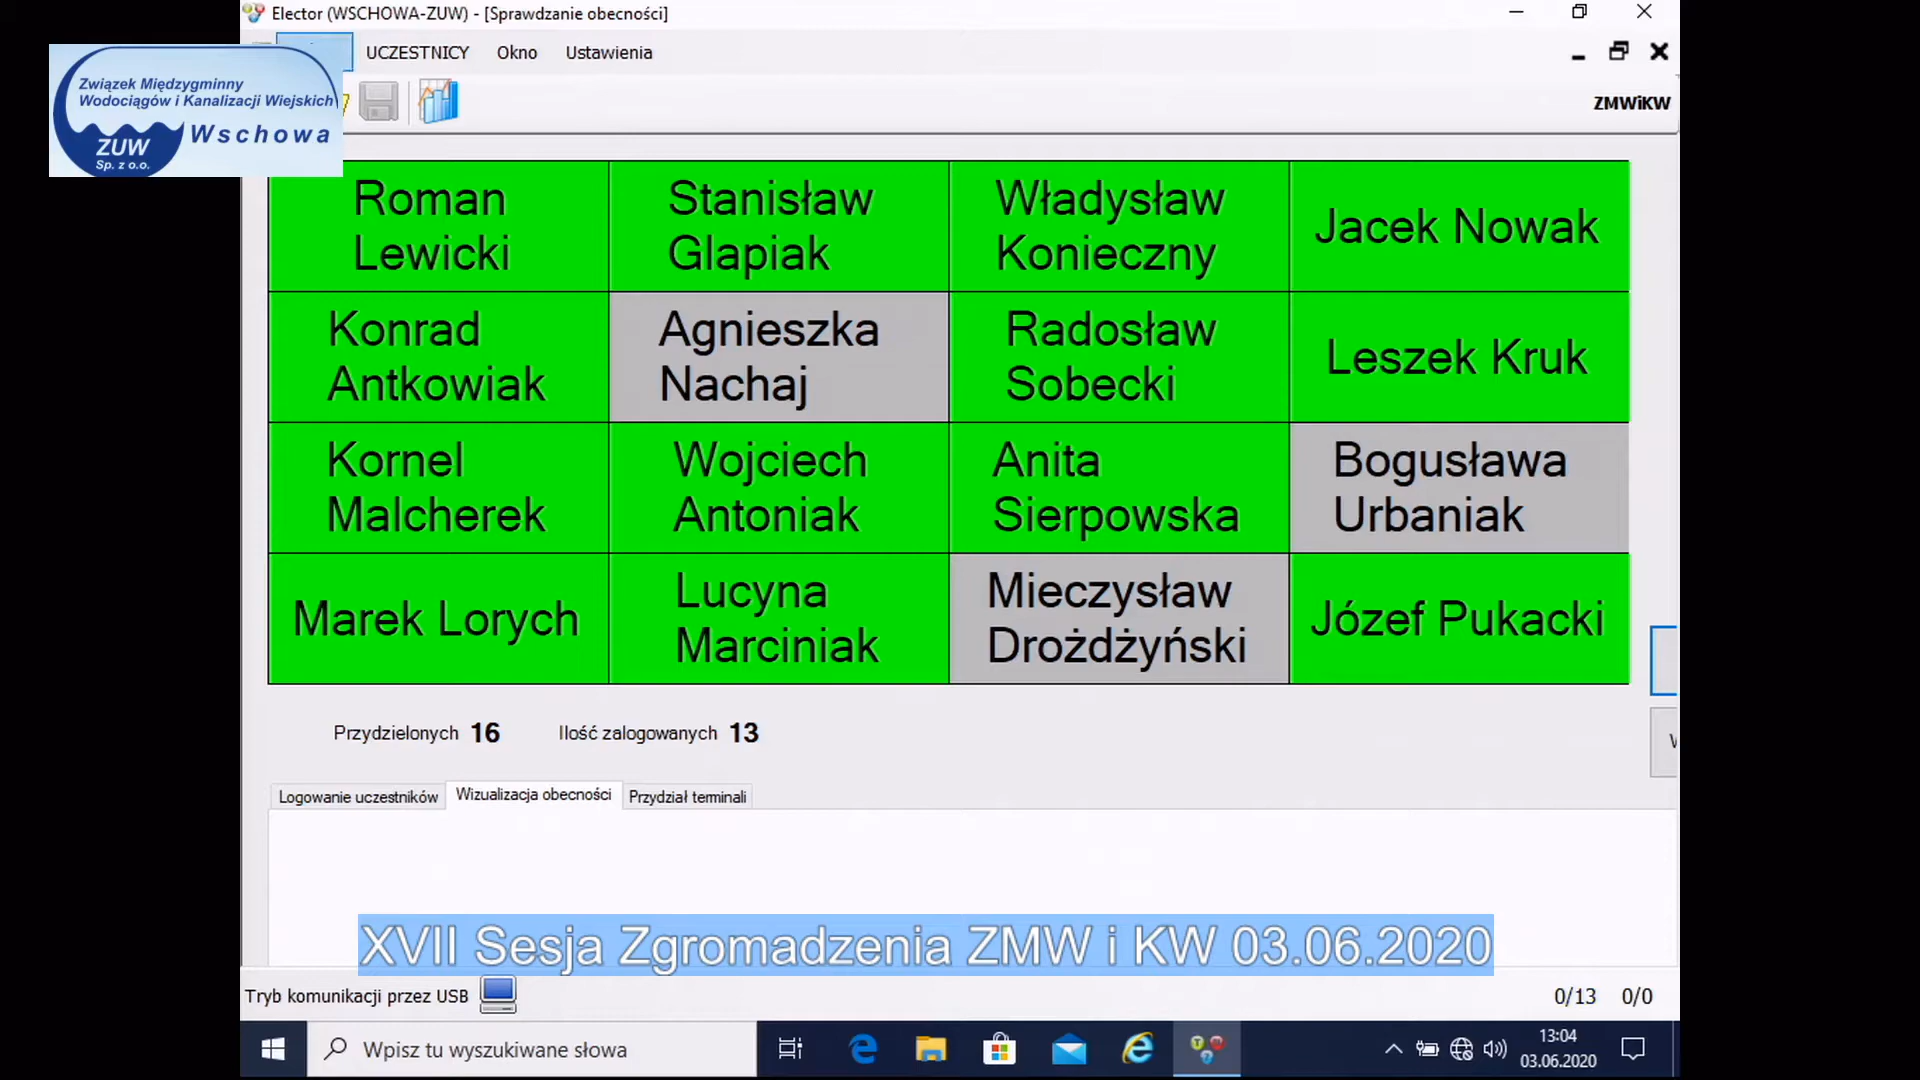 Elector (WSCHOWA-ZUW) - [Sprawdzanie obecności]
UCZESTNICY Okno Ustawienia
Związek Międzygminny
Wodociągów i Kanalizacji Wiejskich
Wschowa
ZUW
Sp. z o.o.
ZMWiKW
Roman
Lewicki
Stanisław
Glapiak
Władysław
Konieczny
Jacek Nowak
Konrad
Antkowiak
Agnieszka
Nachaj
Radosław
Sobecki
Leszek Kruk
Kornel
Malcherek
Wojciech
Antoniak
Anita
Sierpowska
Bogusława
Urbaniak
Marek Lorych
Lucyna
Marciniak
Mieczysław
Drożdżyński
Józef Pukacki
Przydzielonych 16 Ilość zalogowanych 13
Logowanie uczestników Wizualizacja obecności Przydział terminali
XVII Sesja Zgromadzenia ZMW i KW 03.06.2020
Tryb komunikacji przez USB 0/13 0/0
Wpisz tu wyszukiwane słowa
13:04
03.06.2020